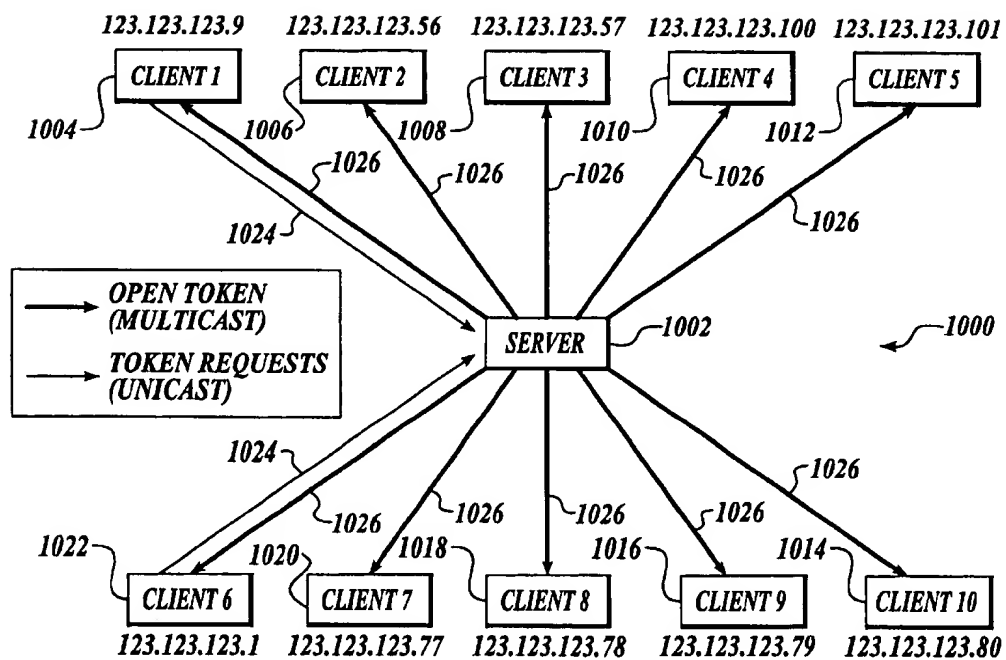 123.123.123.9 123.123.123.56 123.123.123.57 123.123.123.100 123.123.123.101
CLIENT 1 CLIENT 2 CLIENT 3 CLIENT 4 CLIENT 5
1004 1006 1008 1010 1012
1026 1026 1026 1026 1026
1024
OPEN TOKEN
(MULTICAST)
TOKEN REQUESTS
(UNICAST)
SERVER 1002 1000
1024
1026 1026 1026 1026 1026
1022 1020 1018 1016 1014
CLIENT 6 CLIENT 7 CLIENT 8 CLIENT 9 CLIENT 10
123.123.123.1 123.123.123.77 123.123.123.78 123.123.123.79 123.123.123.80